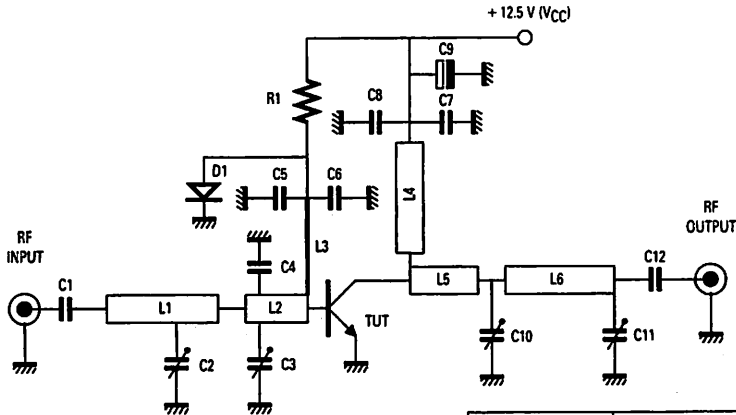 + 12.5 V (VCC)
C9
R1
C8
C7
D1
C5
C6
L4
RF
INPUT
L3
RF
OUTPUT
C4
C1
C12
L1
L2
L5
L6
TUT
C2
C3
C10
C11